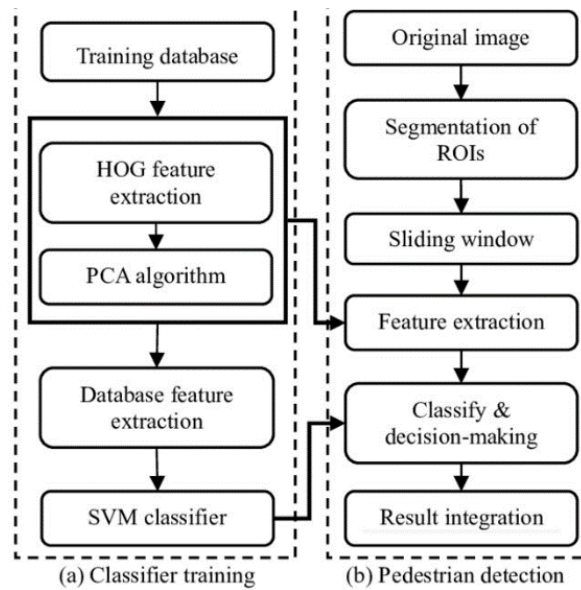 Training database
HOG feature
extraction
PCA algorithm
Database feature
extraction
SVM classifier
(a) Classifier training
Original image
Segmentation of
ROIs
Sliding window
Feature extraction
Classify &
decision-making
Result integration
(b) Pedestrian detection